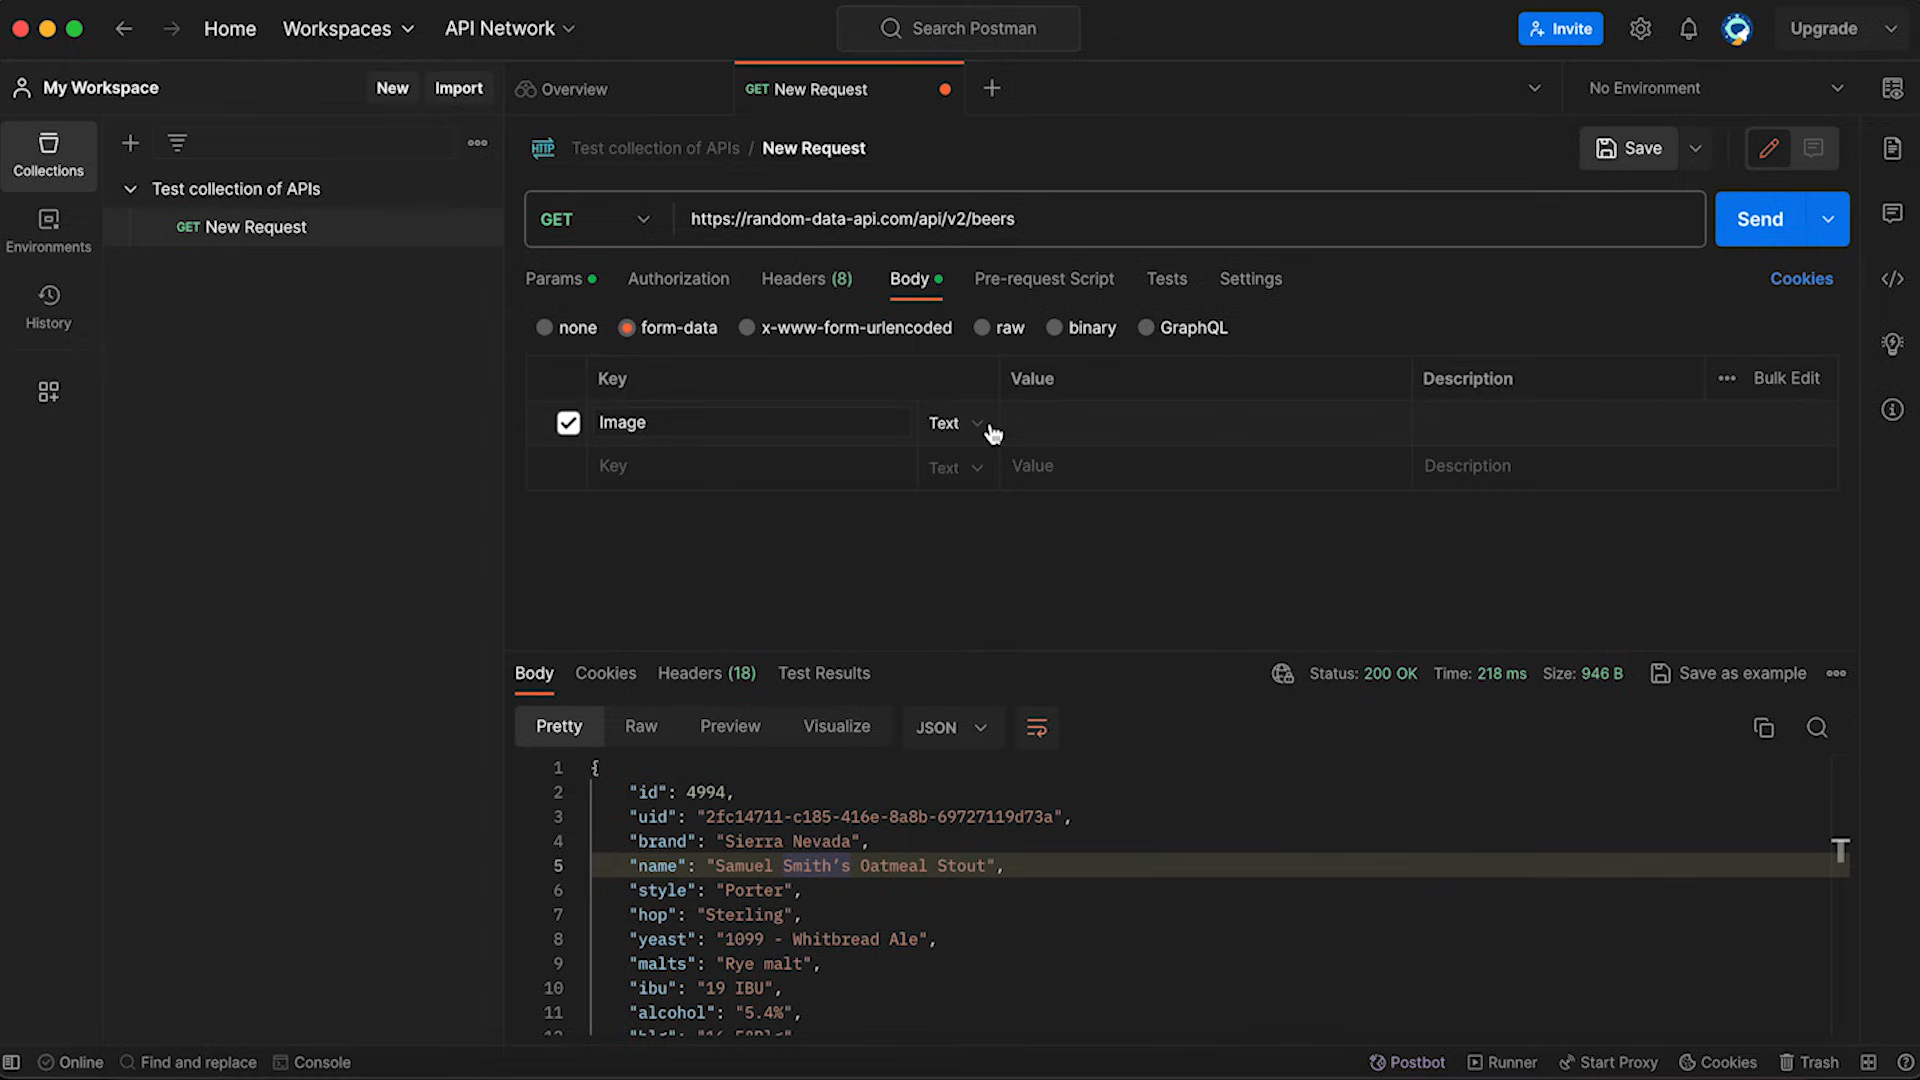 Home Workspaces API Network Search Postman Invite Upgrade
My Workspace New Import Overview GET New Request No Environment
Collections
Environments
History
Test collection of APIs
GET New Request
HTTP Test collection of APIs / New Request Save
GET https://random-data-api.com/api/v2/beers Send
Params Authorization Headers (8) Body Pre-request Script Tests Settings Cookies
none form-data x-www-form-urlencoded raw binary GraphQL
Key Value Description Bulk Edit
Image Text
Key Text Value Description
Body Cookies Headers (18) Test Results Status: 200 OK Time: 218 ms Size: 946 B Save as example
Pretty Raw Preview Visualize JSON
1 {
2 "id": 4994,
3 "uid": "2fc14711-c185-416e-8a8b-69727119d73a",
4 "brand": "Sierra Nevada",
5 "name": "Samuel Smith’s Oatmeal Stout",
6 "style": "Porter",
7 "hop": "Sterling",
8 "yeast": "1099 - Whitbread Ale",
9 "malts": "Rye malt",
10 "ibu": "19 IBU",
11 "alcohol": "5.4%",
Online Find and replace Console Postbot Runner Start Proxy Cookies Trash